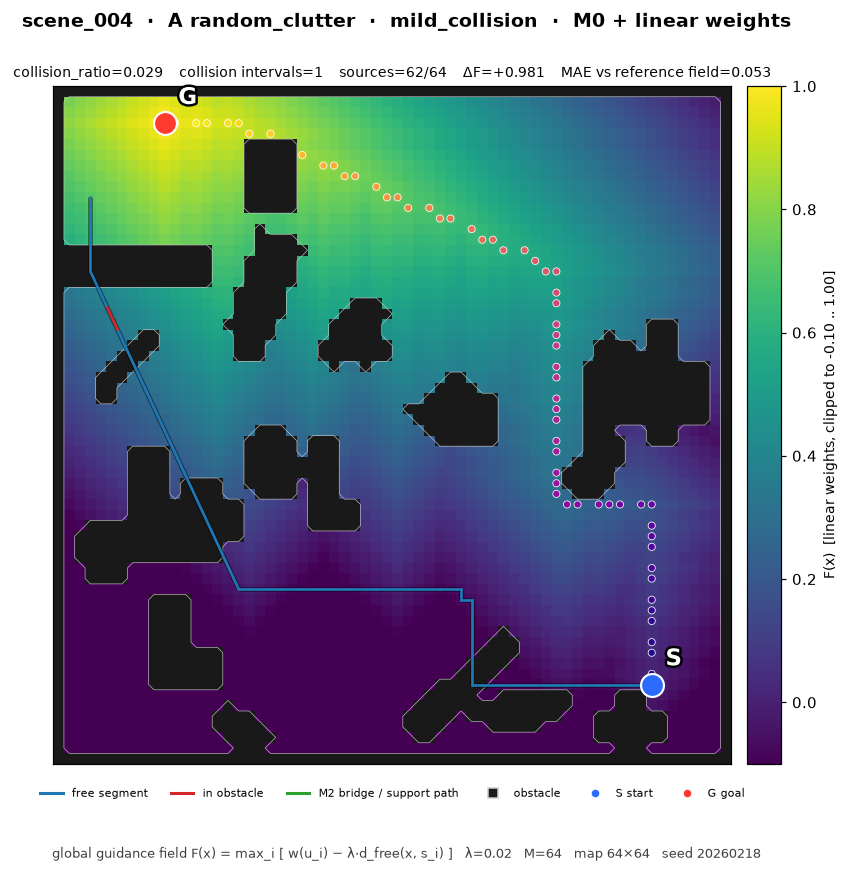 scene_004 · A random_clutter · mild_collision · M0 + linear weights
collision_ratio=0.029 collision intervals=1 sources=62/64 ΔF=+0.981 MAE vs reference field=0.053
G
S
1.0
0.8
0.6
0.4
0.2
0.0
F(x) [linear weights, clipped to -0.10 .. 1.00]
free segment
in obstacle
M2 bridge / support path
obstacle
S start
G goal
global guidance field F(x) = max_i [ w(u_i) − λ·d_free(x, s_i) ] λ=0.02 M=64 map 64×64 seed 20260218